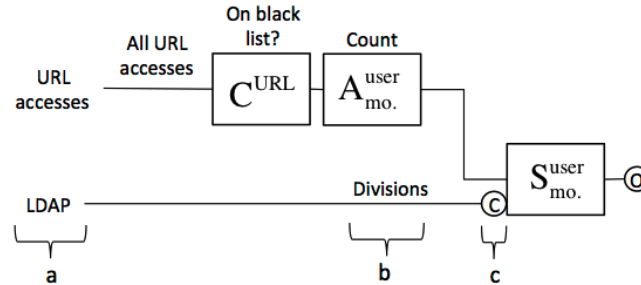 On black
list?
All URL
accesses
Count
URL
accesses
C^URL
A^user_mo.
S^user_mo.
O
LDAP
Divisions
C
a
b
c